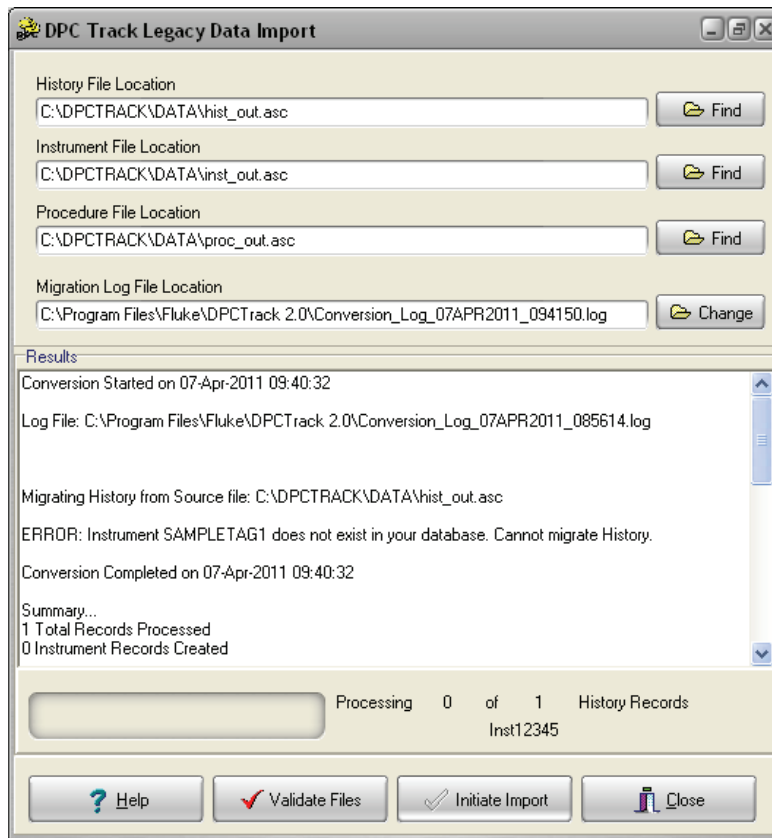 DPC Track Legacy Data Import
History File Location
C:\DPCTRACK\DATA\hist_out.asc
Find
Instrument File Location
C:\DPCTRACK\DATA\inst_out.asc
Find
Procedure File Location
C:\DPCTRACK\DATA\proc_out.asc
Find
Migration Log File Location
C:\Program Files\Fluke\DPCTrack 2.0\Conversion_Log_07APR2011_094150.log
Change
Results
Conversion Started on 07-Apr-2011 09:40:32
Log File: C:\Program Files\Fluke\DPCTrack 2.0\Conversion_Log_07APR2011_085614.log
Migrating History from Source file: C:\DPCTRACK\DATA\hist_out.asc
ERROR: Instrument SAMPLETAG1 does not exist in your database. Cannot migrate History.
Conversion Completed on 07-Apr-2011 09:40:32
Summary...
1 Total Records Processed
0 Instrument Records Created
Processing 0 of 1 History Records
Inst12345
Help
Validate Files
Initiate Import
Close